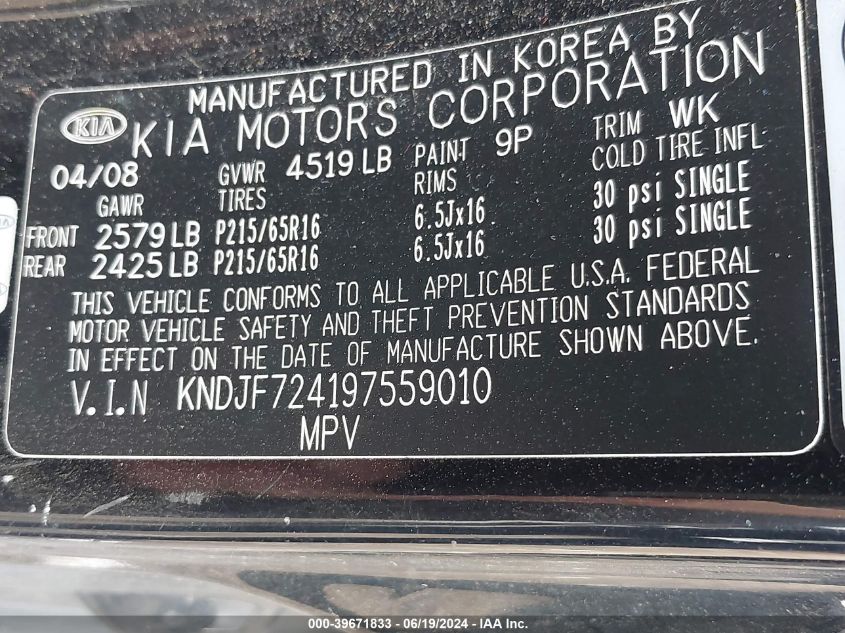 MANUFACTURED IN KOREA BY
KIA KIA MOTORS CORPORATION
04/08 GVWR 4519 LB PAINT 9P TRIM WK
GAWR TIRES RIMS COLD TIRE INFL
FRONT 2579 LB P215/65R16 6.5Jx16 30 psi SINGLE
REAR 2425 LB P215/65R16 6.5Jx16 30 psi SINGLE
THIS VEHICLE CONFORMS TO ALL APPLICABLE U.S.A. FEDERAL
MOTOR VEHICLE SAFETY AND THEFT PREVENTION STANDARDS
IN EFFECT ON THE DATE OF MANUFACTURE SHOWN ABOVE.
V.I.N KNDJF724197559010
MPV
000-39671833 - 06/19/2024 - IAA Inc.